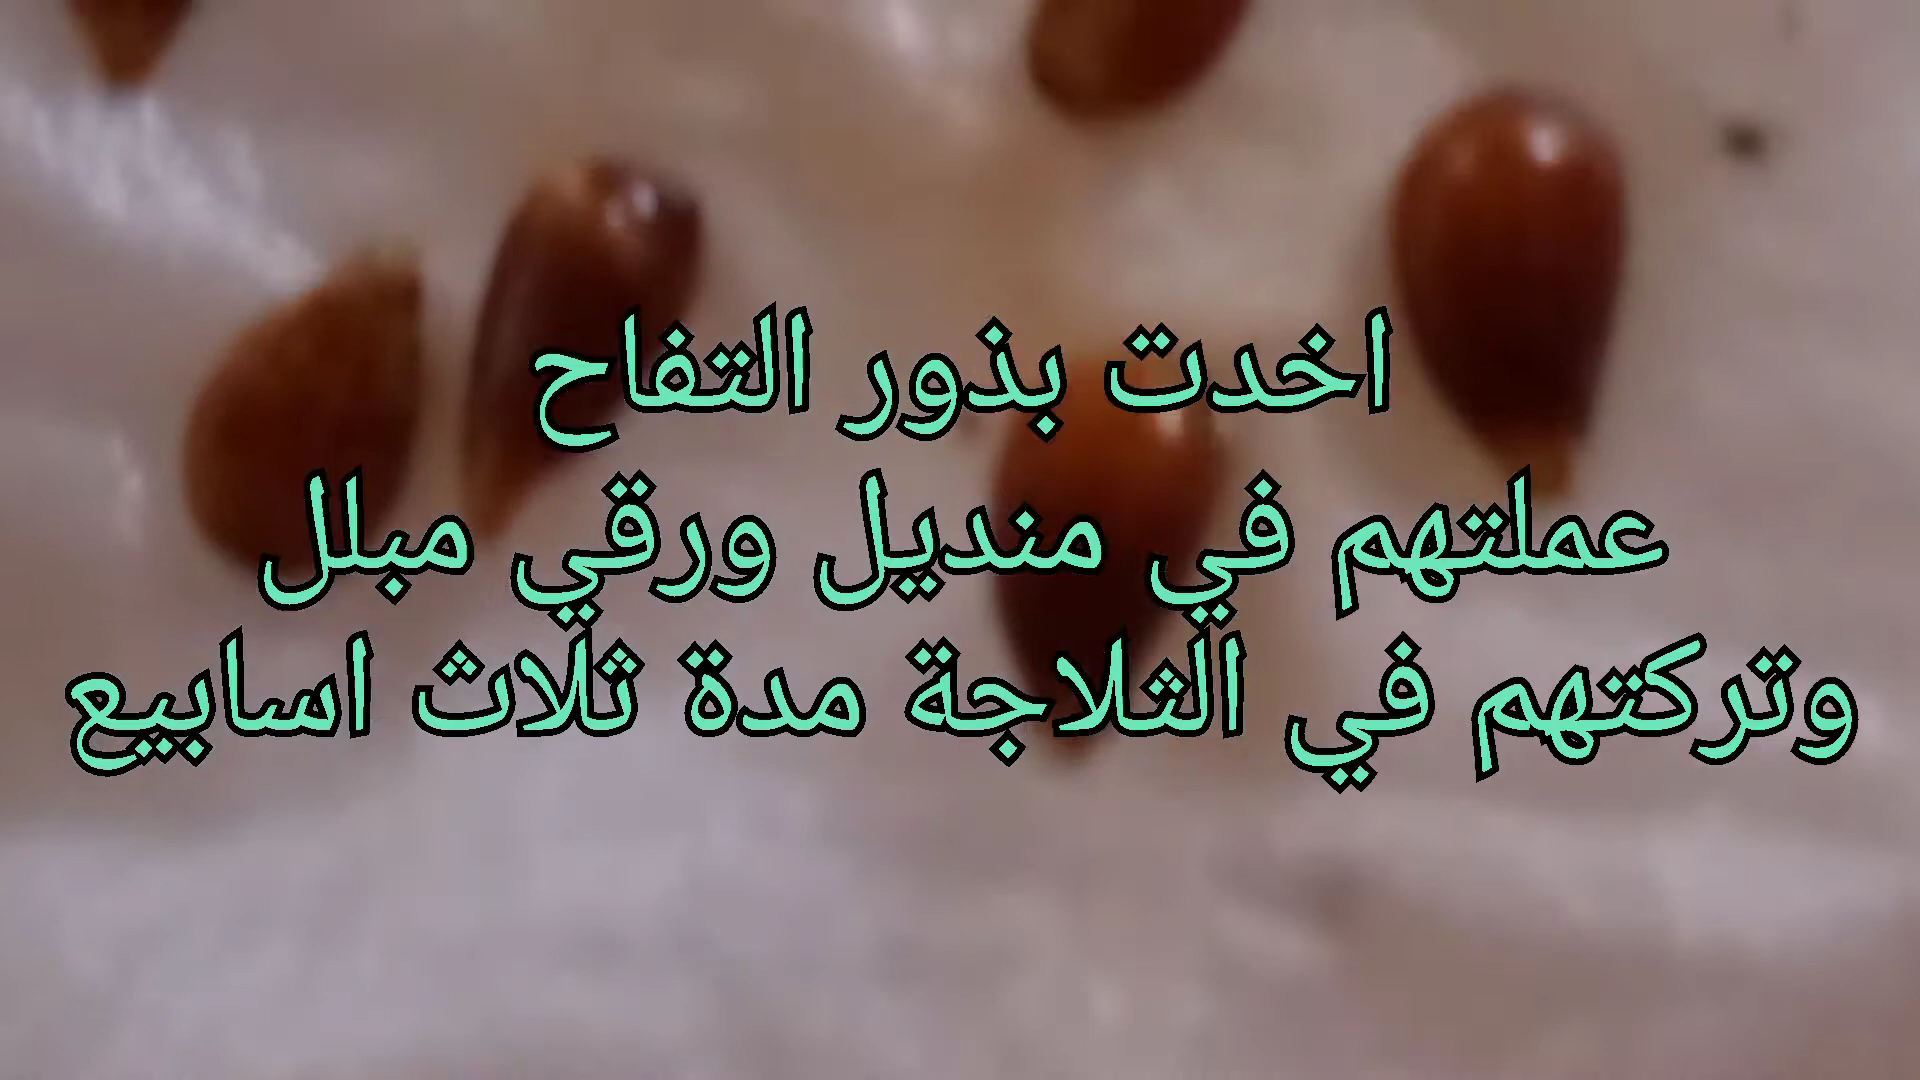 اخدت بذور التفاح
عملتهم في منديل ورقي مبلل
وتركتهم في الثلاجة مدة ثلاث اسابيع